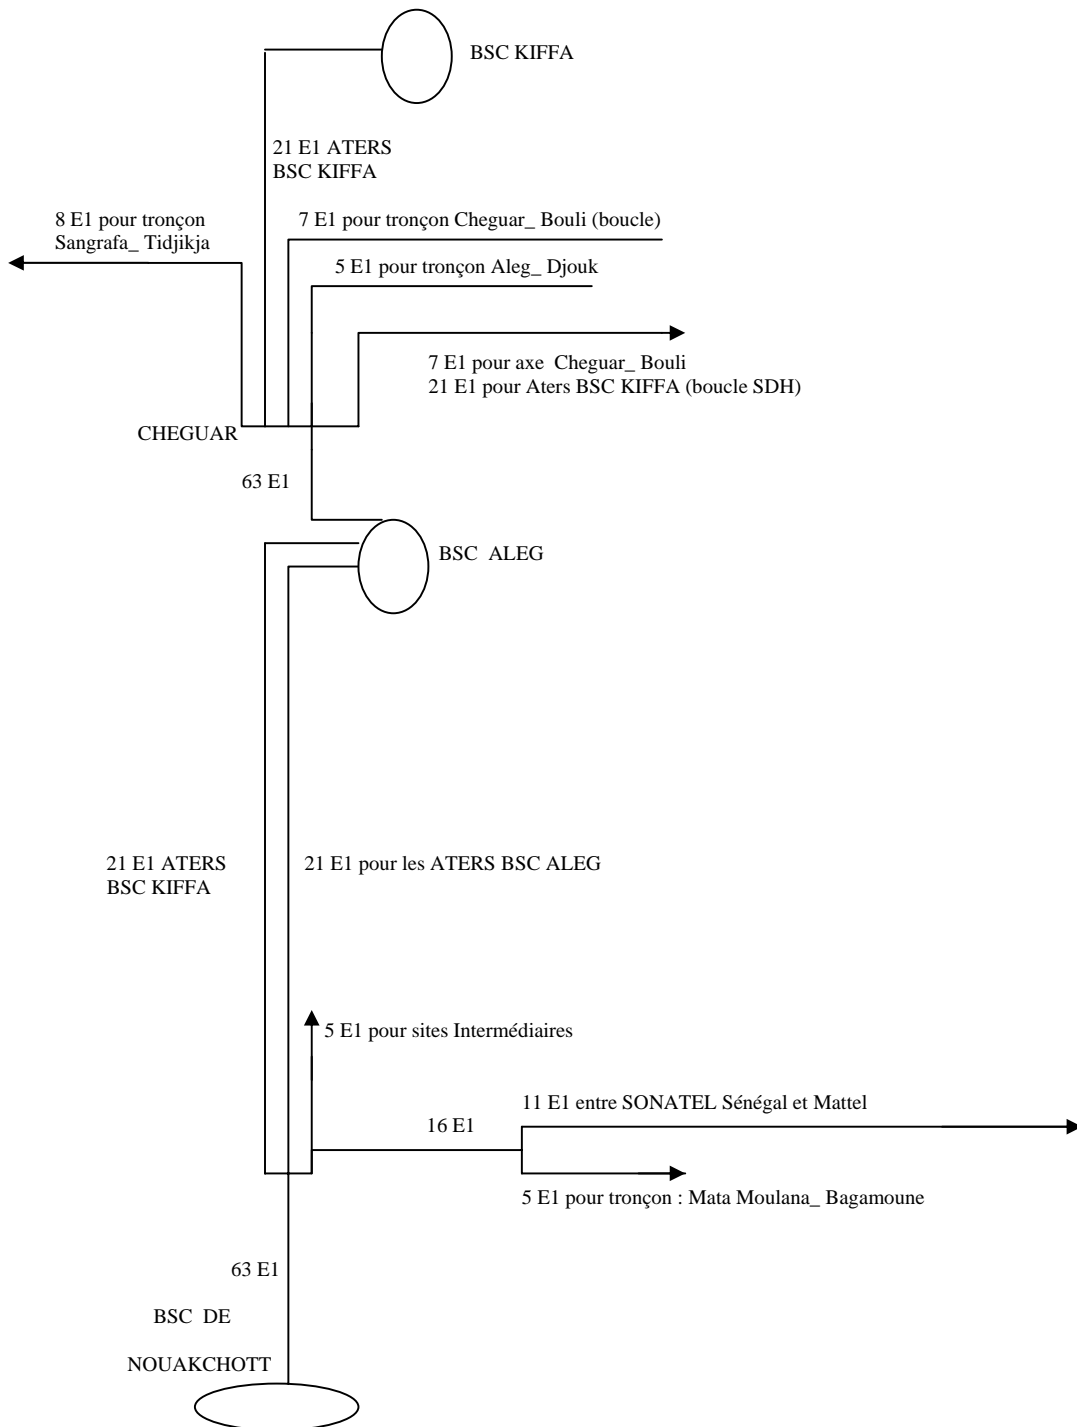 BSC KIFFA
21 E1 ATERS
BSC KIFFA
8 E1 pour tronçon
Sangrafa_ Tidjikja
7 E1 pour tronçon Cheguar_ Bouli (boucle)
5 E1 pour tronçon Aleg_ Djouk
7 E1 pour axe  Cheguar_ Bouli
21 E1 pour Aters BSC KIFFA (boucle SDH)
CHEGUAR
63 E1
BSC  ALEG
21 E1 ATERS
BSC KIFFA
21 E1 pour les ATERS BSC ALEG
5 E1 pour sites Intermédiaires
11 E1 entre SONATEL Sénégal et Mattel
16 E1
5 E1 pour tronçon : Mata Moulana_ Bagamoune
63 E1
BSC  DE
NOUAKCHOTT